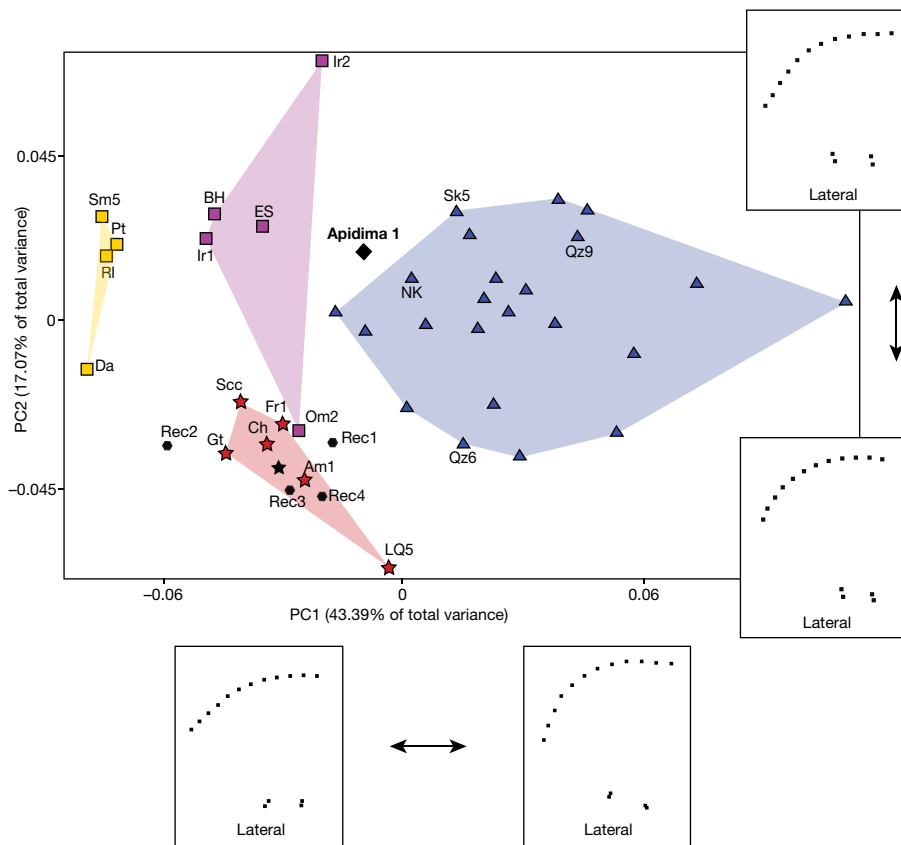 Ir2
Lateral
0.045
Sm5
BH
ES
Sk5
Pt
Ir1
Apidima 1
Qz9
RI
NK
0
PC2 (17.07% of total variance)
Da
Scc
Fr1
Ch
Om2
Rec2
Gt
Rec1
Qz6
Am1
−0.045
Rec3
Rec4
LQ5
−0.06
0
0.06
PC1 (43.39% of total variance)
Lateral
Lateral
Lateral